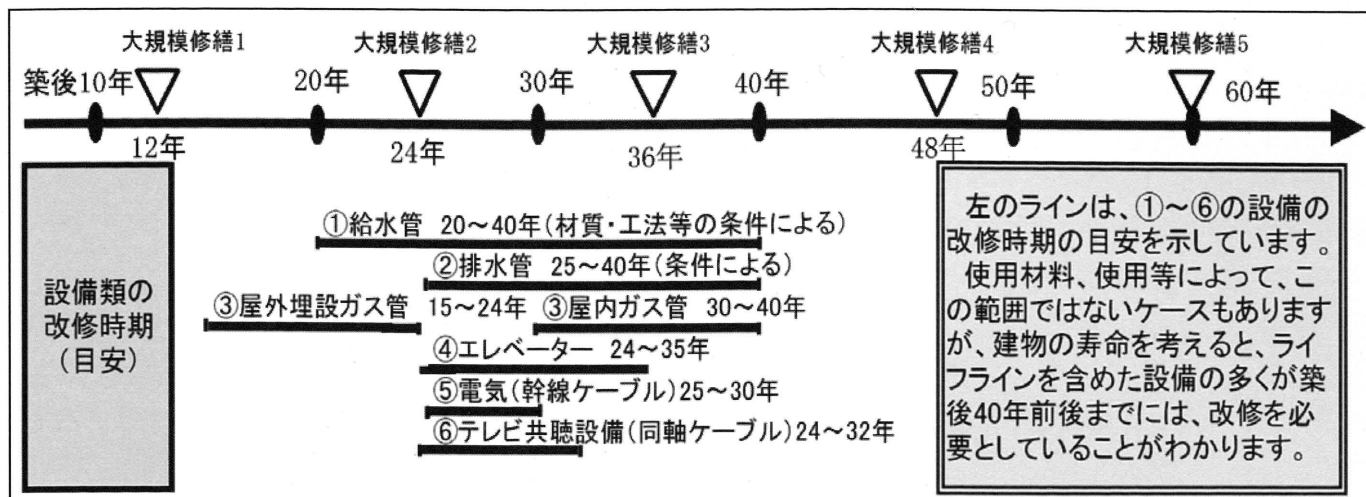 大規模修繕1 大規模修繕2 大規模修繕3 大規模修繕4 大規模修繕5
築後10年 20年 30年 40年 50年 60年
12年 24年 36年 48年
設備類の
改修時期
(目安)
①給水管 20~40年(材質・工法等の条件による)
②排水管 25~40年(条件による)
③屋外埋設ガス管 15~24年 ③屋内ガス管 30~40年
④エレベーター 24~35年
⑤電気(幹線ケーブル)25~30年
⑥テレビ共聴設備(同軸ケーブル)24~32年
左のラインは、①~⑥の設備の
改修時期の目安を示しています。
使用材料、使用等によって、こ
の範囲ではないケースもあります
が、建物の寿命を考えると、ライ
フラインを含めた設備の多くが築
後40年前後までには、改修を必
要としていることがわかります。